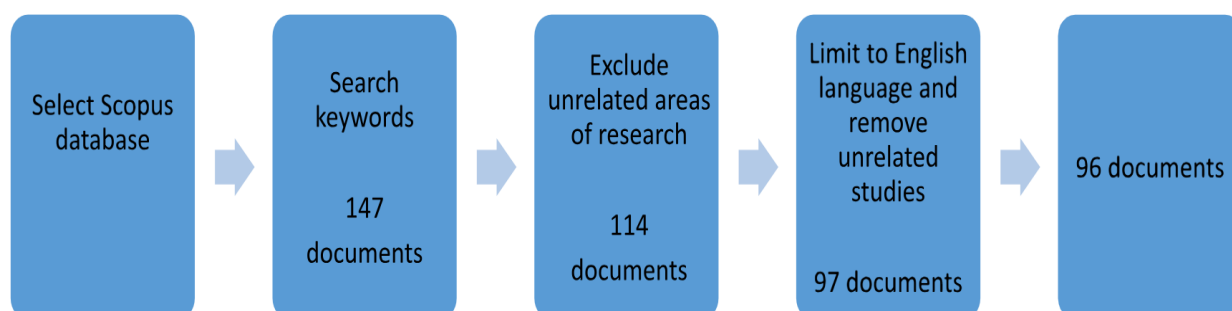 Select Scopus
database
Search
keywords
147
documents
Exclude
unrelated areas
of research
114
documents
Limit to English
language and
remove
unrelated
studies
97 documents
96 documents